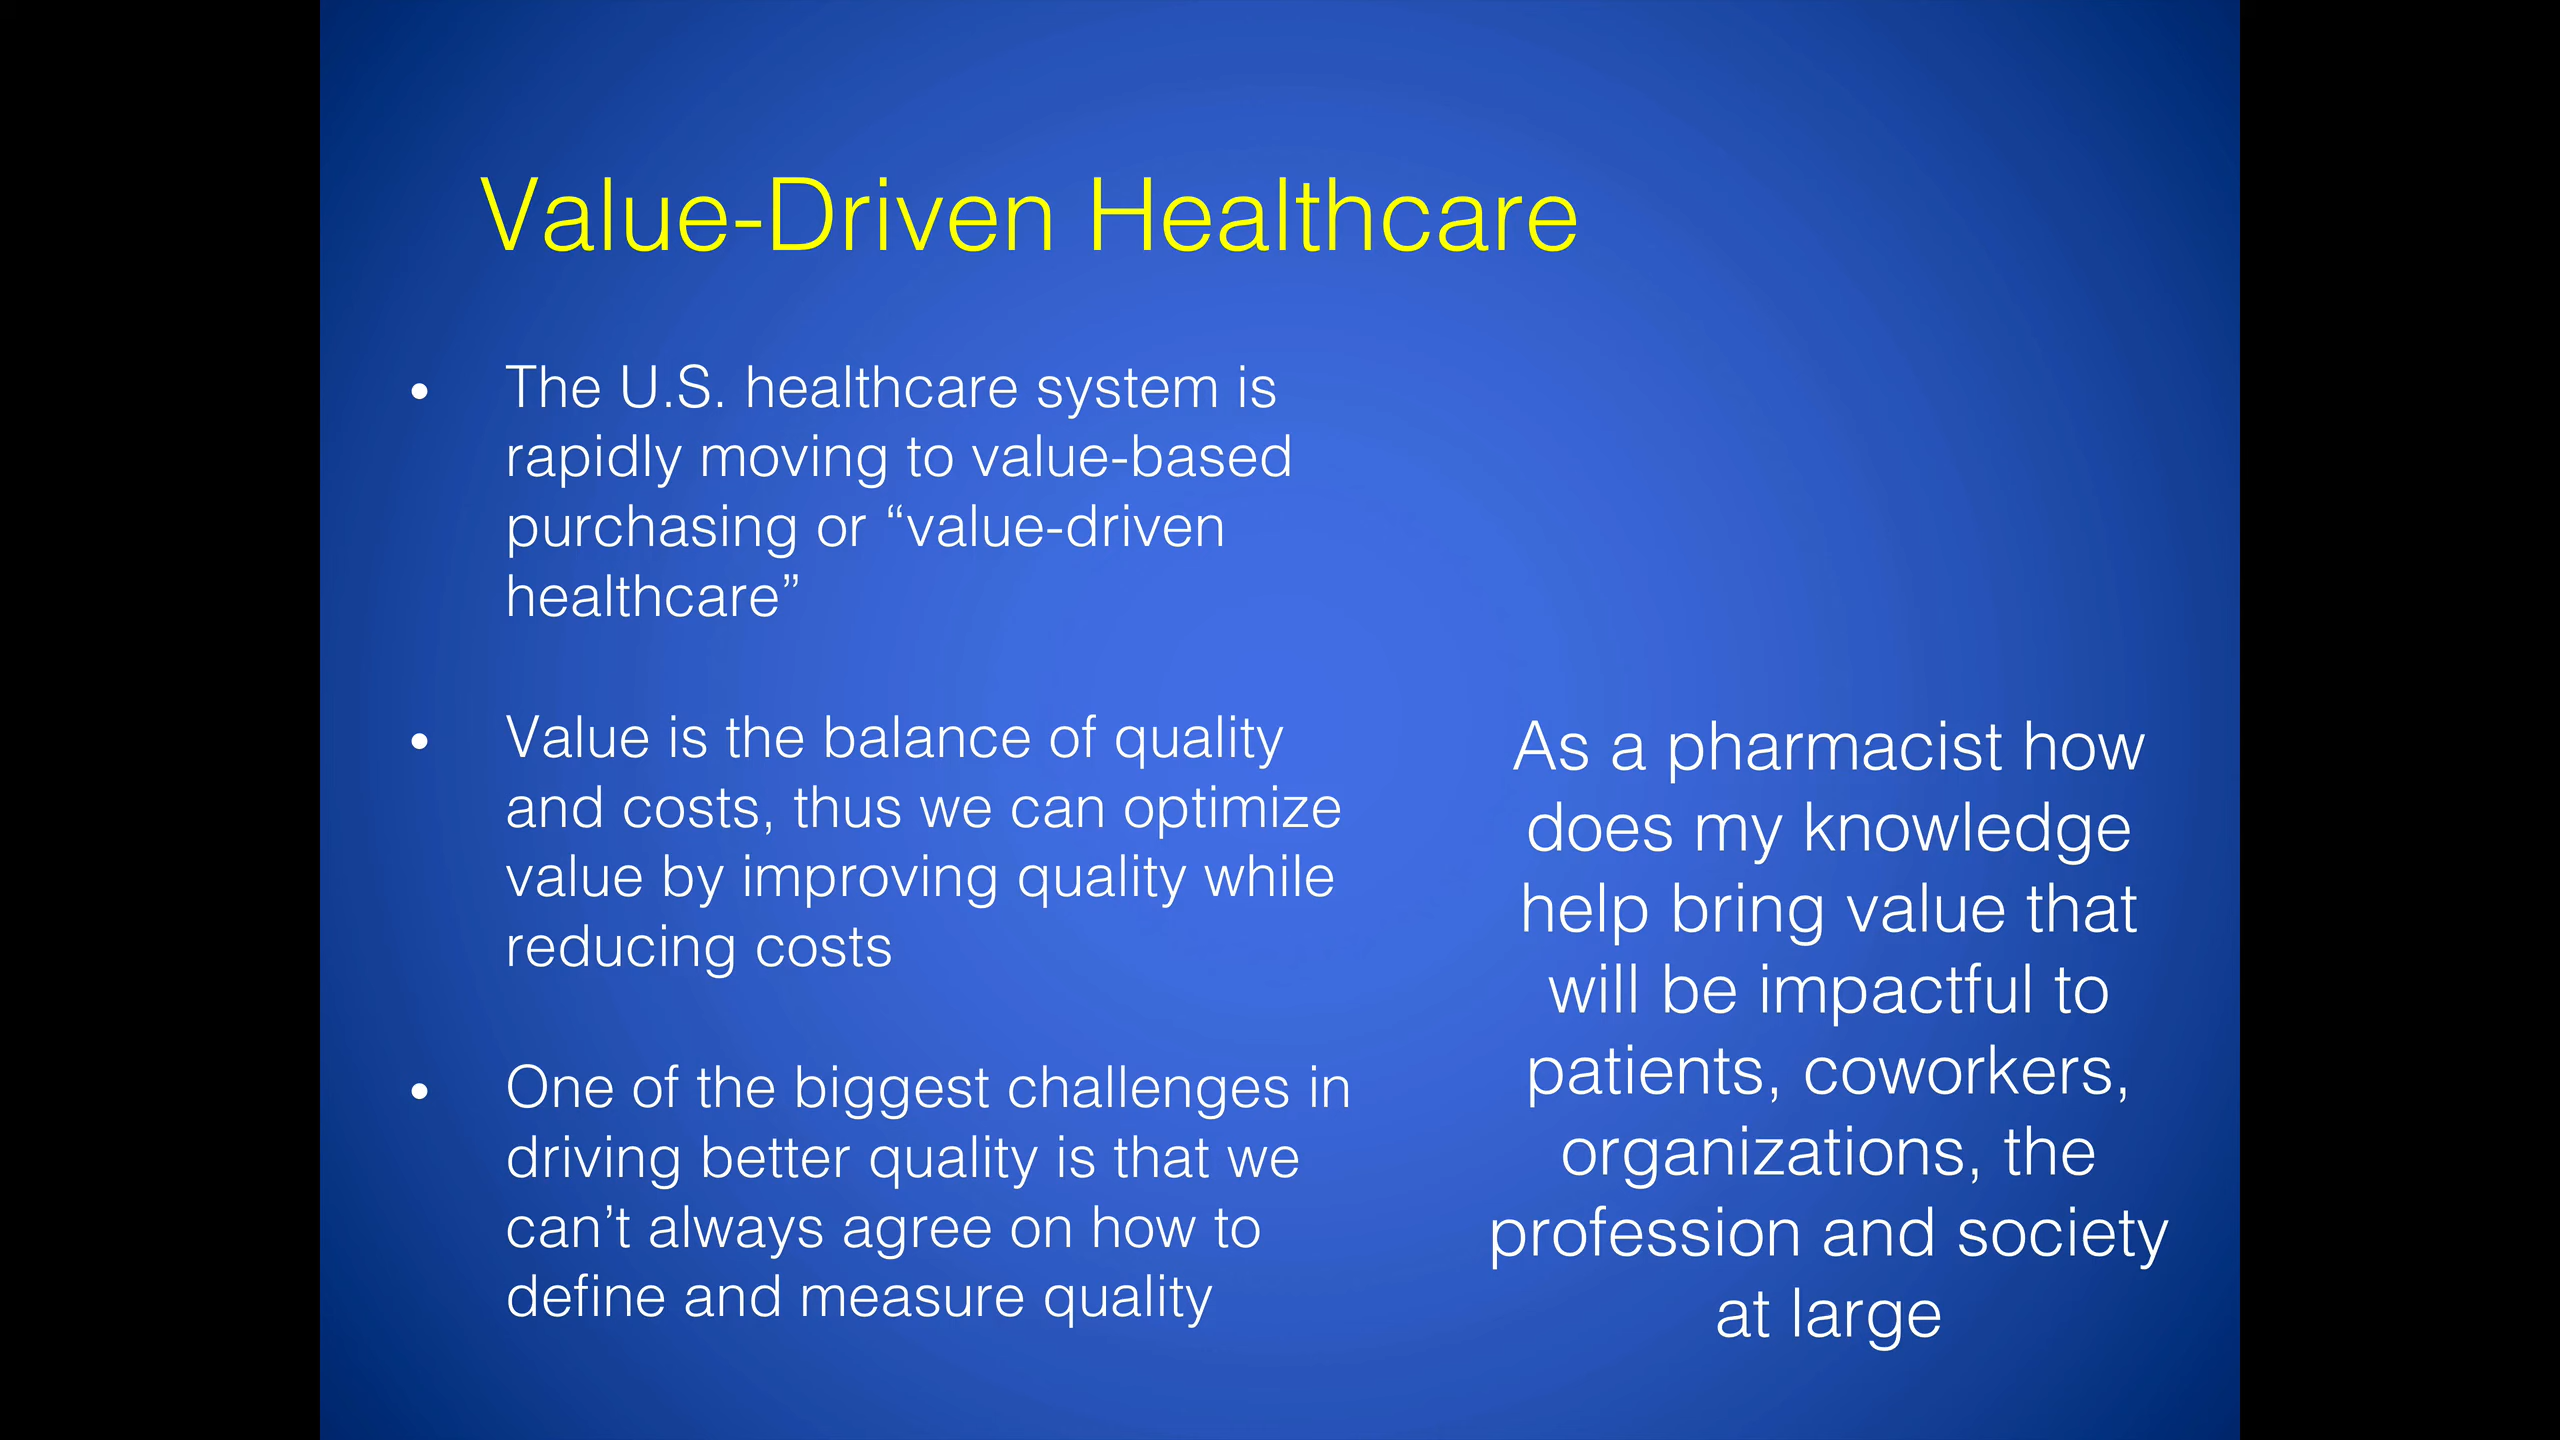 Value-Driven Healthcare
• The U.S. healthcare system is
rapidly moving to value-based
purchasing or “value-driven
healthcare”
• Value is the balance of quality
and costs, thus we can optimize
value by improving quality while
reducing costs
• One of the biggest challenges in
driving better quality is that we
can’t always agree on how to
define and measure quality
As a pharmacist how
does my knowledge
help bring value that
will be impactful to
patients, coworkers,
organizations, the
profession and society
at large